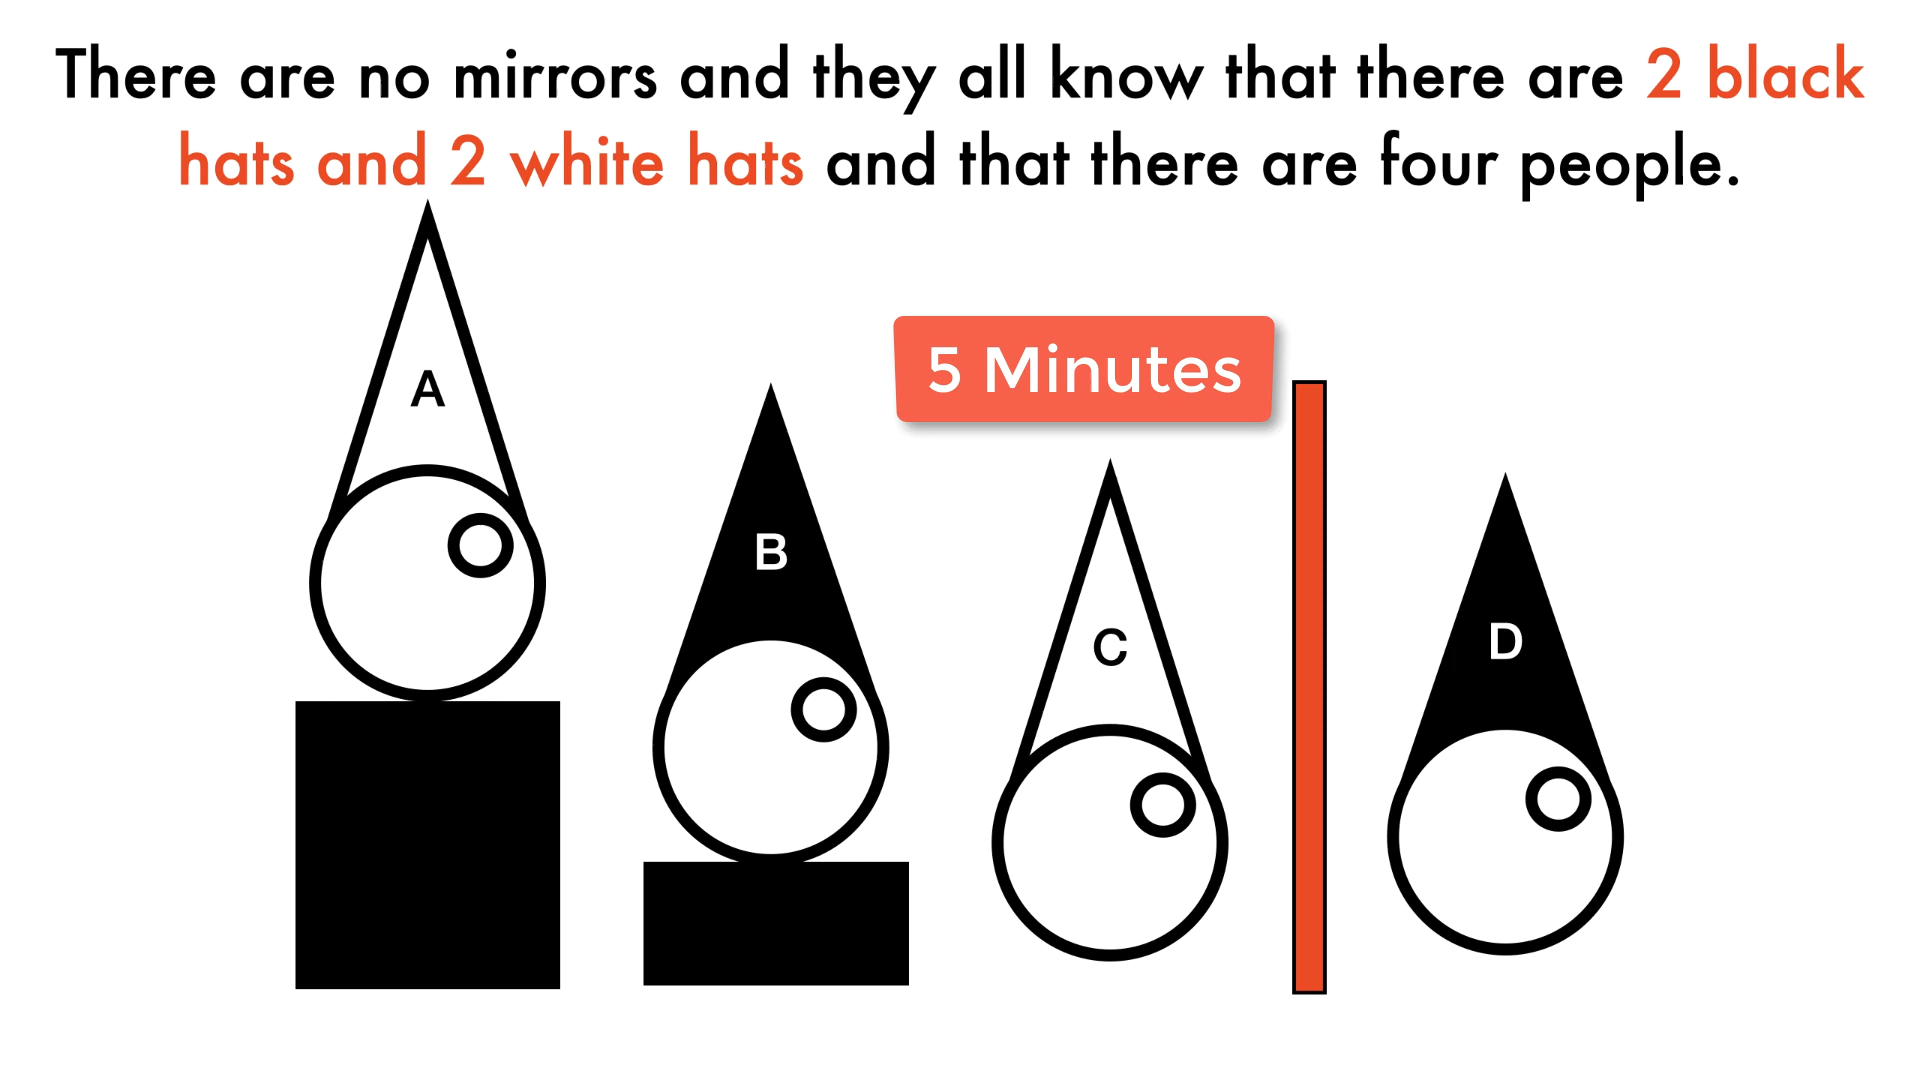 There are no mirrors and they all know that there are 2 black
hats and 2 white hats and that there are four people.
A
5 Minutes
B
C
D